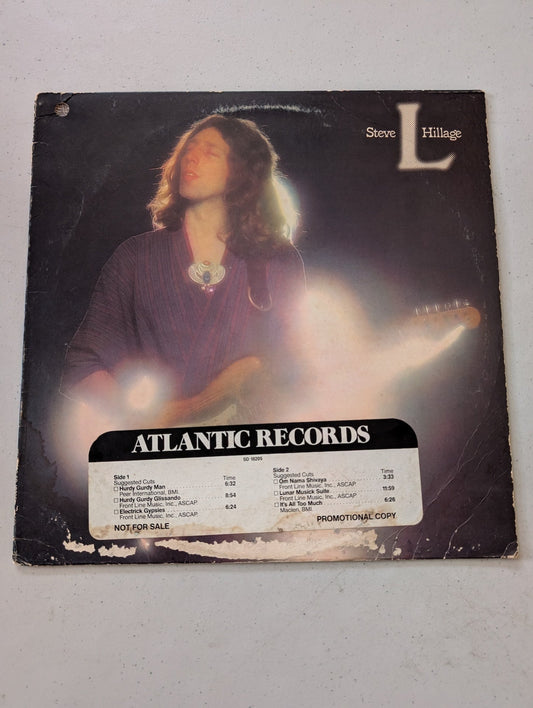 Steve L Hillage
ATLANTIC RECORDS
SD 18205
Side 1
Suggested Cuts Time
Hurdy Gurdy Man 6:32
Peer International, BMI.
Hurdy Gurdy Glissando 8:54
Front Line Music, Inc., ASCAP
Electrick Gypsies 6:24
Front Line Music, Inc., ASCAP
NOT FOR SALE
Side 2
Suggested Cuts Time
Om Nama Shivaya 3:33
Front Line Music, Inc., ASCAP
Lunar Musick Suite 11:59
Front Line Music, Inc., ASCAP
It's All Too Much 6:26
Maclen, BMI.
PROMOTIONAL COPY